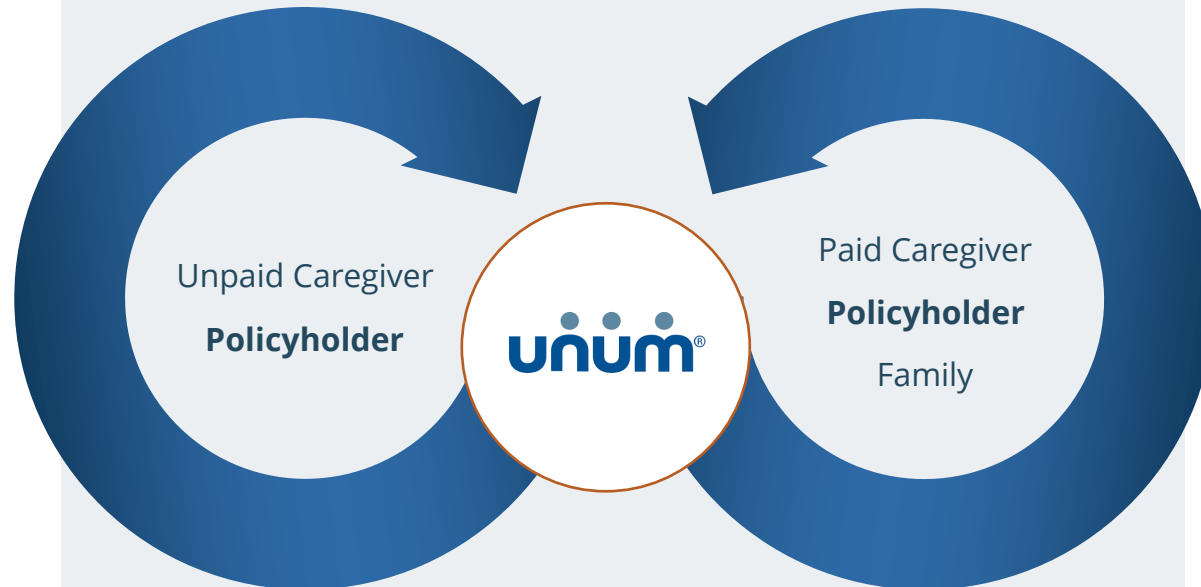 Unpaid Caregiver
Policyholder
unum®
Paid Caregiver
Policyholder
Family